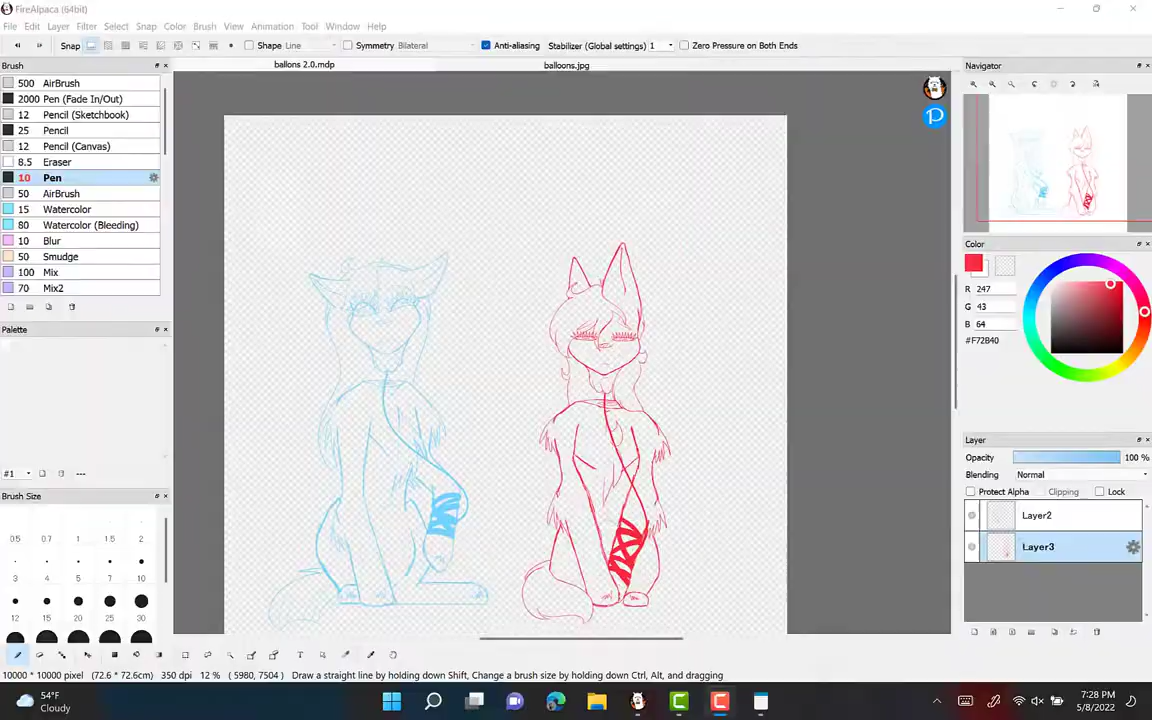 FireAlpaca (64bit)
File Edit Layer Filter Select Snap Color Brush View Animation Tool Window Help
Snap Shape Line Symmetry Bilateral Anti-aliasing Stabilizer (Global settings) 1 Zero Pressure on Both Ends
Brush
ballons 2.0.mdp balloons.jpg
500 AirBrush
2000 Pen (Fade In/Out)
12 Pencil (Sketchbook)
25 Pencil
12 Pencil (Canvas)
8.5 Eraser
10 Pen
50 AirBrush
15 Watercolor
80 Watercolor (Bleeding)
10 Blur
50 Smudge
100 Mix
70 Mix2
Palette
#1
Brush Size
0.5 0.7 1 1.5 2
3 4 5 7 10
12 15 20 25 30
Navigator
Color
R 247
G 43
B 64
#F72B40
Layer
Opacity 100 %
Blending Normal
Protect Alpha Clipping Lock
Layer2
Layer3
10000 * 10000 pixel (72.6 * 72.6cm) 350 dpi 12 % ( 5980, 7504 ) Draw a straight line by holding down Shift, Change a brush size by holding down Ctrl, Alt, and dragging
54°F
Cloudy
7:28 PM
5/8/2022